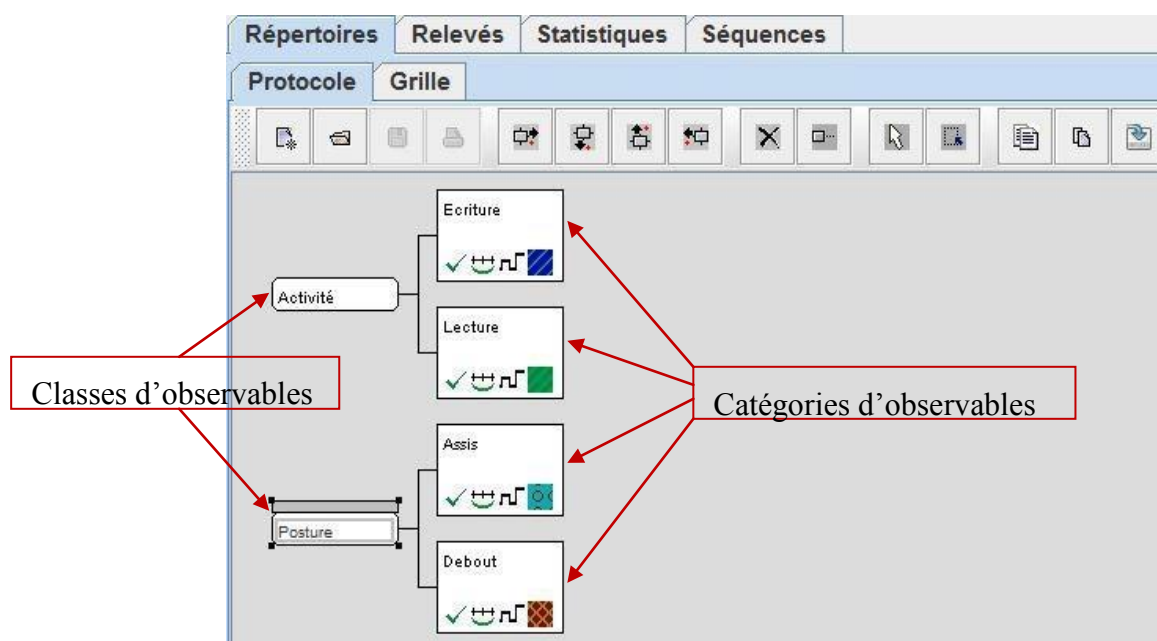 Répertoires Relevés Statistiques Séquences
Protocole Grille
Ecriture
Activité
Lecture
Classes d’observables
Catégories d’observables
Assis
Posture
Debout